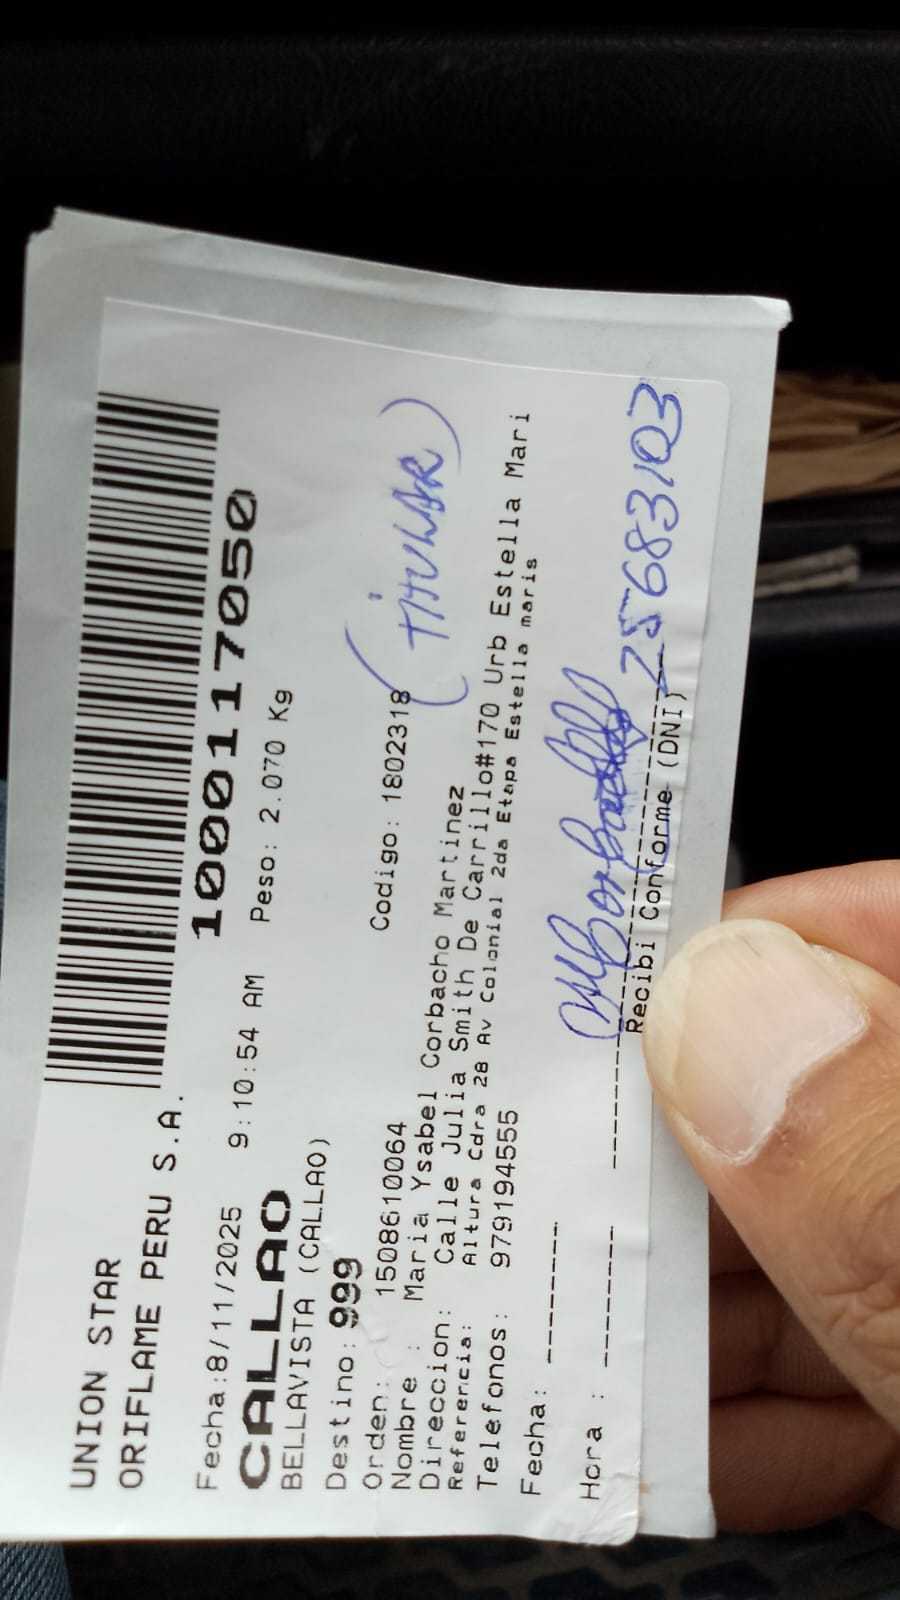 UNION STAR
ORIFLAME PERU S.A.
100117050
Fecha:8/11/2025 9:10:54 AM Peso: 2.070 Kg
CALLAO
BELLAVISTA (CALLAO)
Destino: 999
Orden: 1508610064 Codigo: 1802318
(TITULAR)
Nombre : Maria Ysabel Corbacho Martinez
Direccion: Calle Julia Smith De Carrillo#170 Urb Estella Mari
Referencia: Altura Cdra 28 Av Colonial 2da Etapa Estella maris
Telefonos: 979194555
Fecha:
25683103
Hora : Recibi Conforme (DNI)